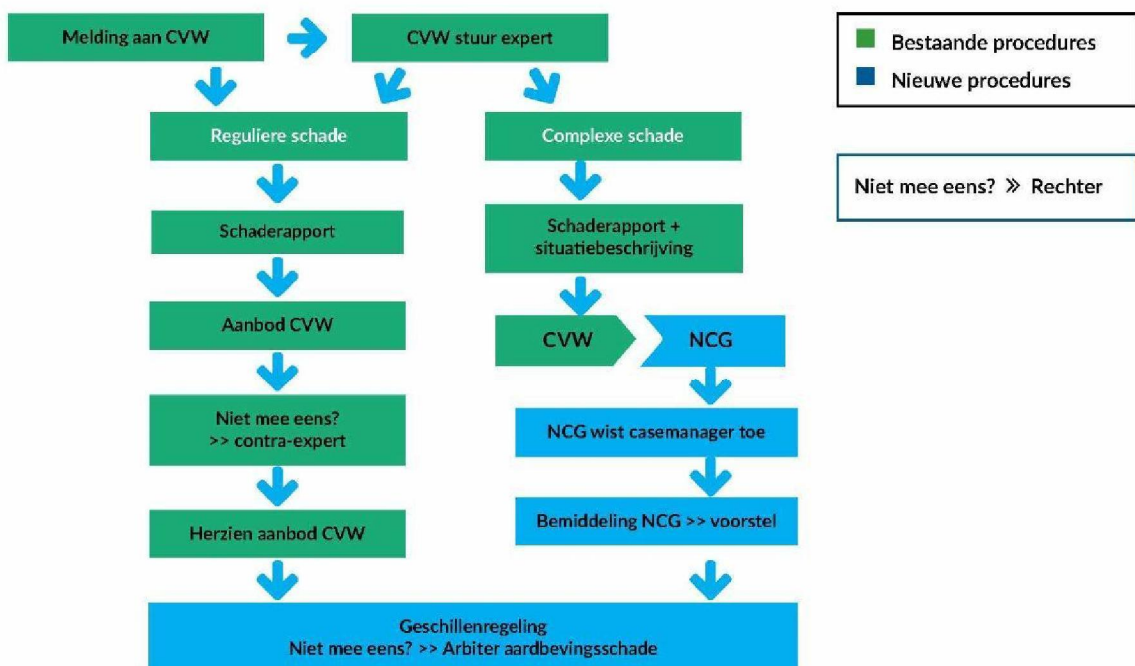 Melding aan CVW
CVW stuur expert
Reguliere schade
Complexe schade
Schaderapport
Schaderapport +
situatiebeschrijving
Aanbod CVW
CVW
NCG
Niet mee eens?
>> contra-expert
NCG wist casemanager toe
Herzien aanbod CVW
Bemiddeling NCG >> voorstel
Geschillenregeling
Niet mee eens? >> Arbiter aardbevingsschade
Bestaande procedures
Nieuwe procedures
Niet mee eens? >> Rechter